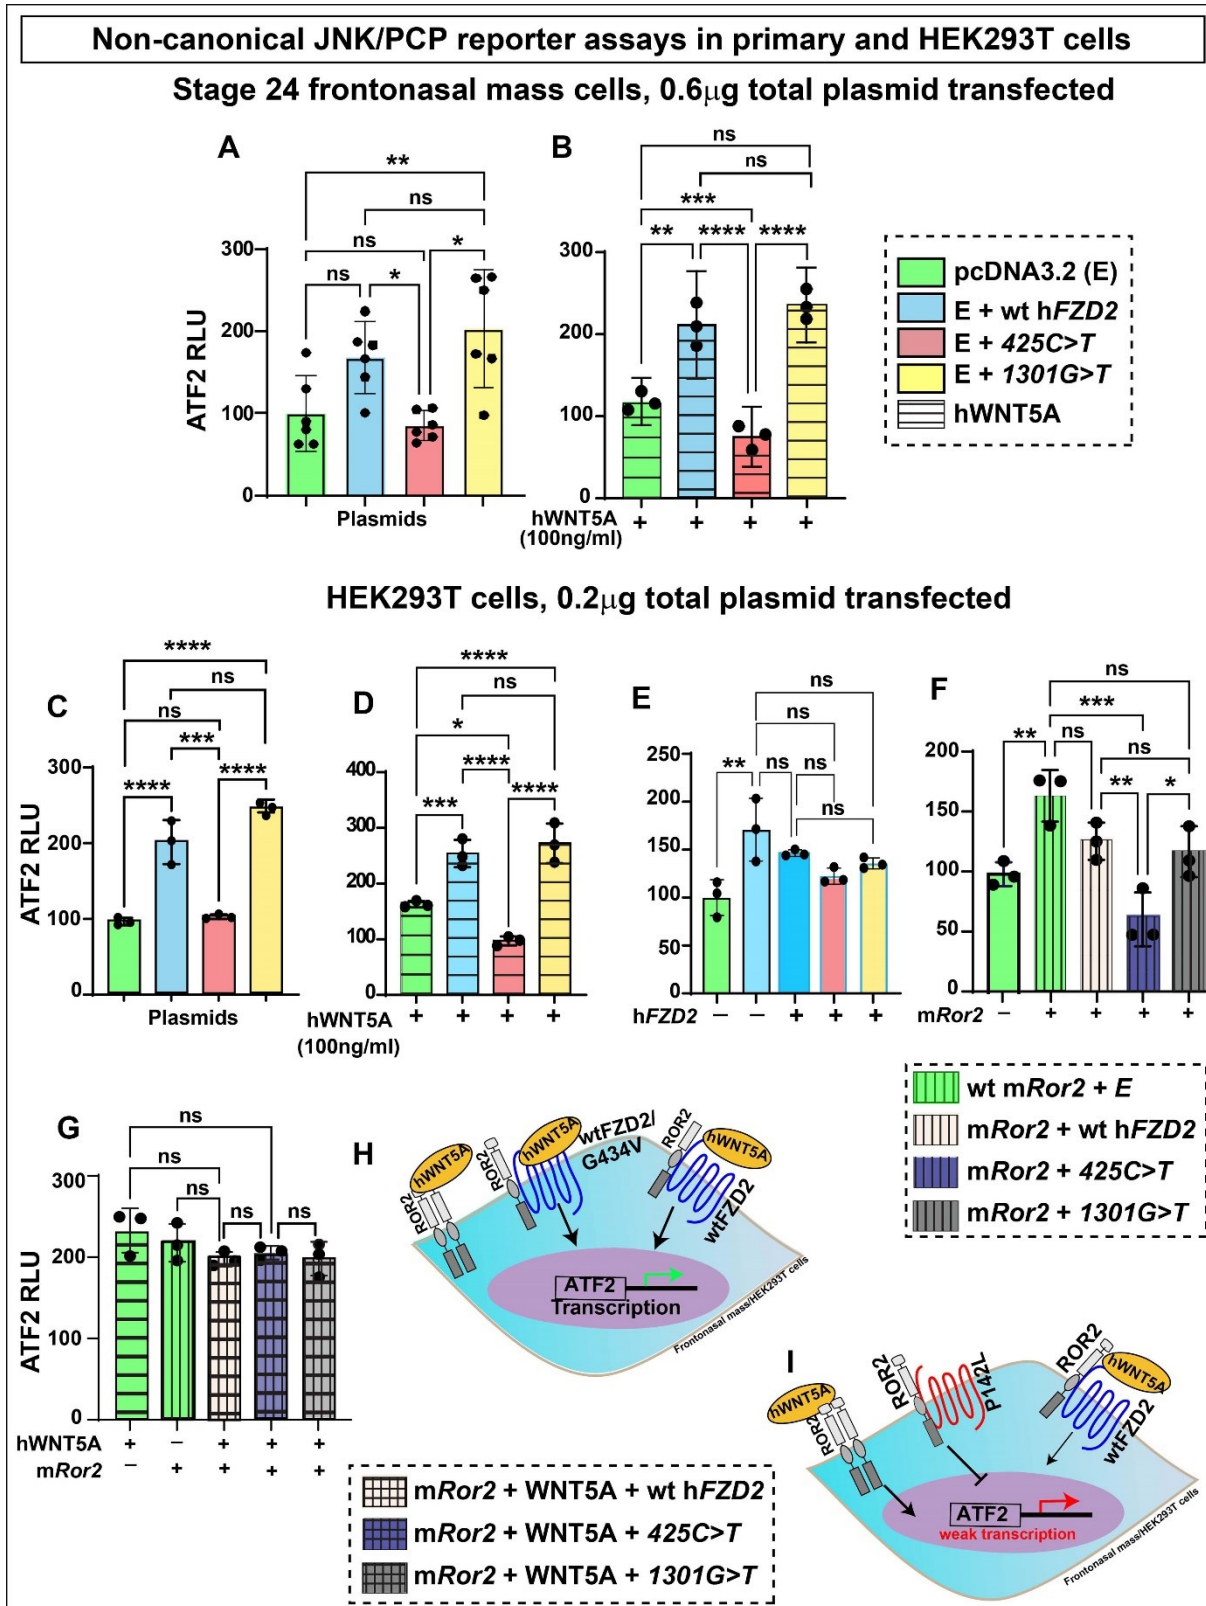 Non-canonical JNK/PCP reporter assays in primary and HEK293T cells
Stage 24 frontonasal mass cells, 0.6μg total plasmid transfected
A
**
ns
ns
*
ns
*
300
200
100
0
ATF2 RLU
Plasmids
B
ns
ns
***
**
****
****
300
200
100
0
hWNT5A
(100ng/ml)
+ + + +
pcDNA3.2 (E)
E + wt hFZD2
E + 425C>T
E + 1301G>T
hWNT5A
HEK293T cells, 0.2μg total plasmid transfected
C
****
ns
ns
***
****
****
300
200
100
0
ATF2 RLU
Plasmids
D
****
ns
*
****
***
****
400
300
200
100
0
hWNT5A
(100ng/ml)
+ + + +
E
ns
ns
**
ns
ns
ns
250
200
150
100
50
0
hFZD2
– – + + +
F
ns
***
**
ns
ns
**
*
200
150
100
50
0
mRor2
– + + + +
wt mRor2 + E
mRor2 + wt hFZD2
mRor2 + 425C>T
mRor2 + 1301G>T
G
ns
ns
ns
ns
ns
300
200
100
0
ATF2 RLU
hWNT5A
+ – + + +
mRor2
– + + + +
mRor2 + WNT5A + wt hFZD2
mRor2 + WNT5A + 425C>T
mRor2 + WNT5A + 1301G>T
H
hWNT5A
ROR2
hWNT5A
ROR2
wtFZD2/
G434V
ROR2
hWNT5A
wtFZD2
ATF2
Transcription
Frontonasal mass/HEK293T cells
I
hWNT5A
ROR2
ROR2
P142L
ROR2
hWNT5A
wtFZD2
ATF2
weak transcription
Frontonasal mass/HEK293T cells